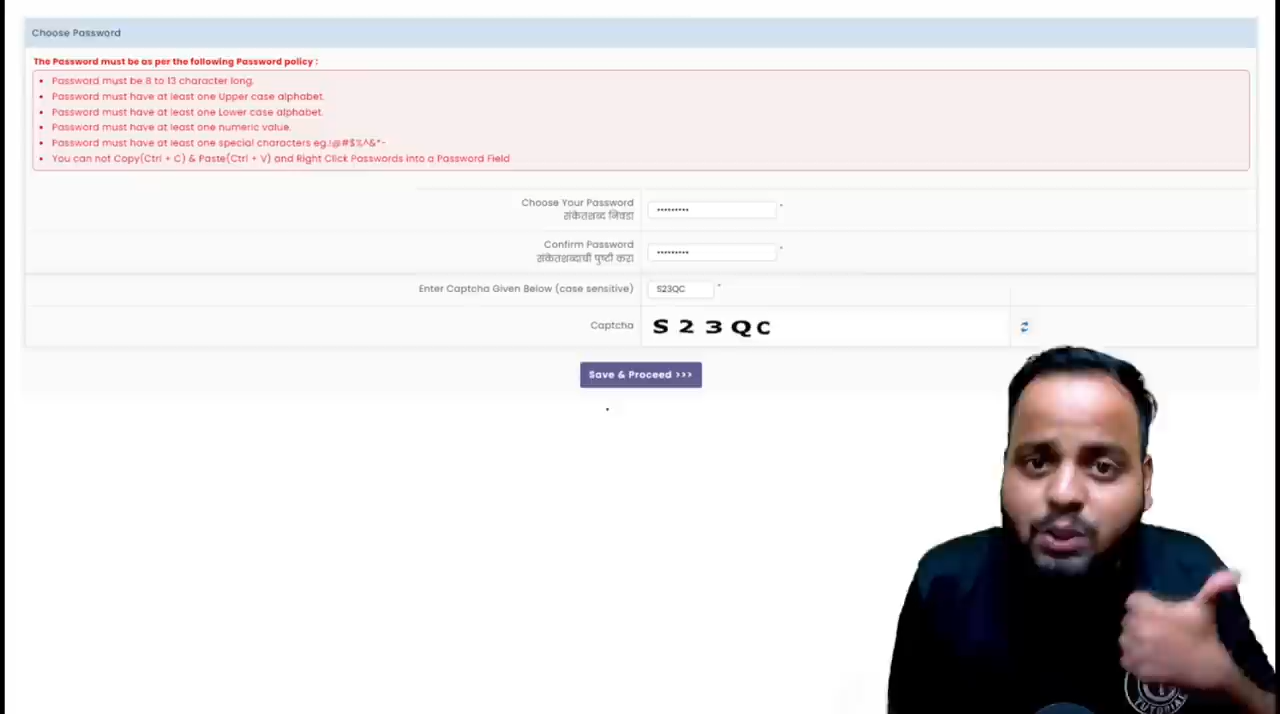 Choose Password
The Password must be as per the following Password policy :
Password must be 8 to 13 character long.
Password must have at least one Upper case alphabet.
Password must have at least one Lower case alphabet.
Password must have at least one numeric value.
Password must have at least one special characters eg.!@#$%^&*-
You can not Copy(Ctrl + C) & Paste(Ctrl + V) and Right Click Passwords into a Password Field
Choose Your Password
संकेतशब्द निवडा
•••••••••
*
Confirm Password
संकेतशब्दाची पुष्टी करा
•••••••••
*
Enter Captcha Given Below (case sensitive)
S23QC
*
Captcha
S 2 3 Q C
Save & Proceed >>>
TUTORIAL